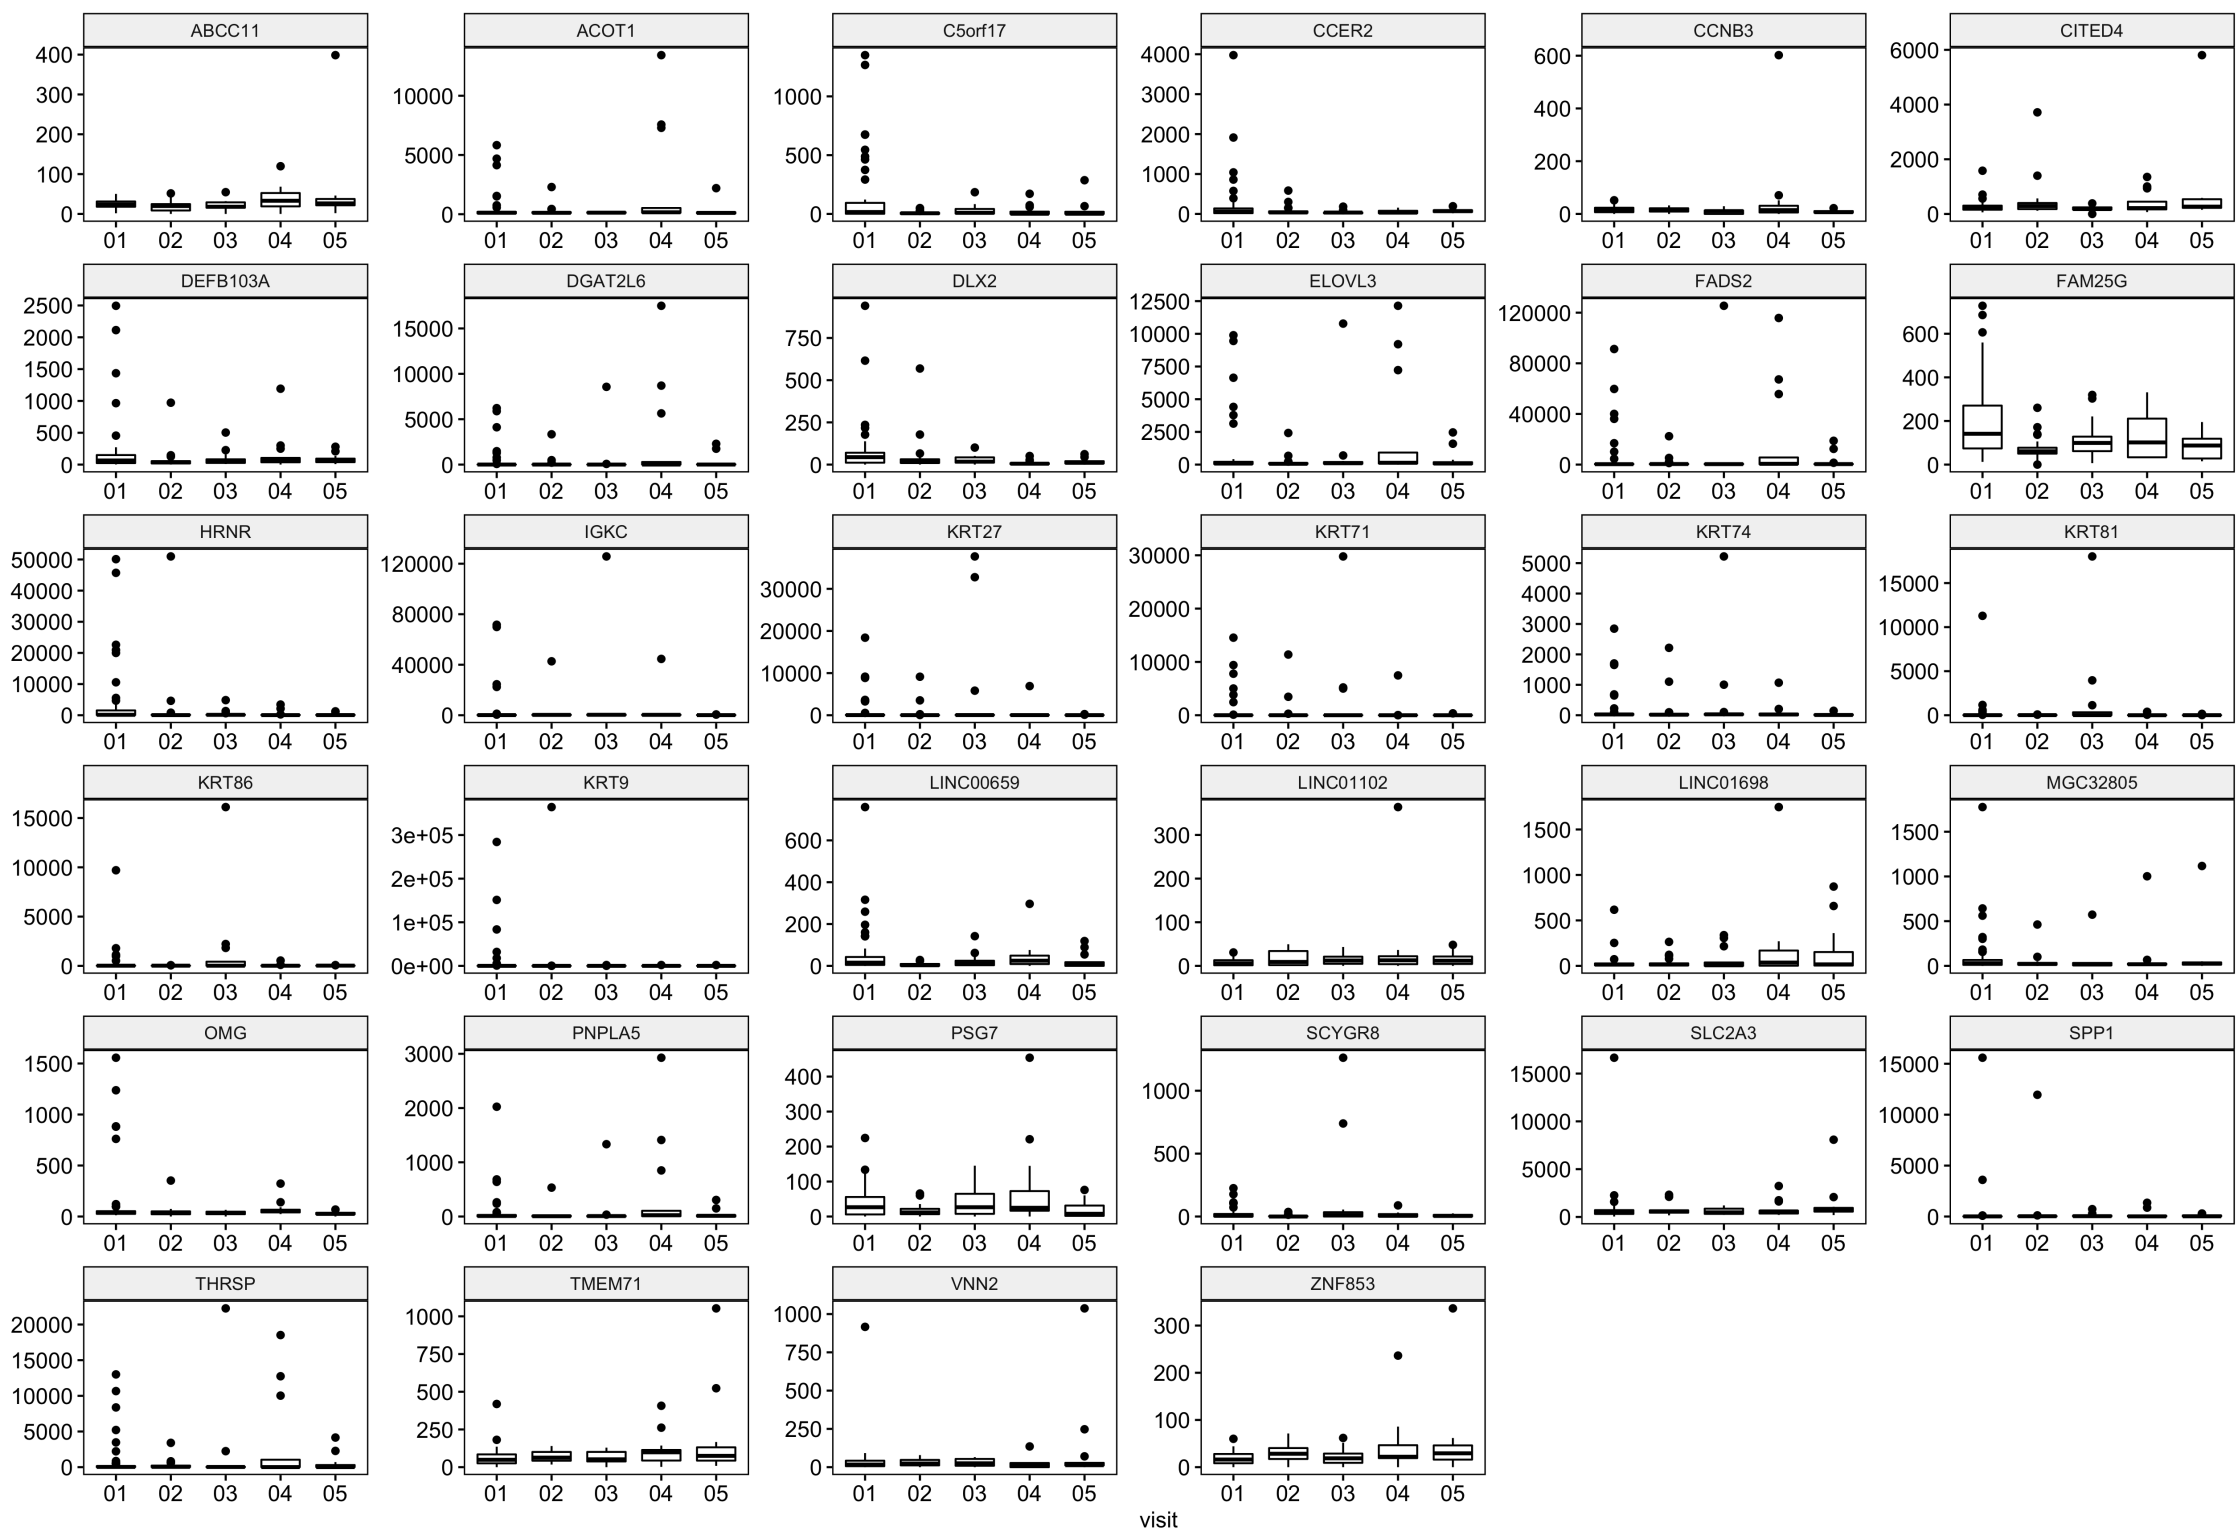 ABCC11 ACOT1 C5orf17 CCER2 CCNB3 CITED4
400 300 200 100 0 10000 5000 0 1000 500 0 4000 3000 2000 1000 0 600 400 200 0 6000 4000 2000 0
01 02 03 04 05 01 02 03 04 05 01 02 03 04 05 01 02 03 04 05 01 02 03 04 05 01 02 03 04 05
DEFB103A DGAT2L6 DLX2 ELOVL3 FADS2 FAM25G
2500 2000 1500 1000 500 0 15000 10000 5000 0 750 500 250 0 12500 10000 7500 5000 2500 0 120000 80000 40000 0 600 400 200 0
01 02 03 04 05 01 02 03 04 05 01 02 03 04 05 01 02 03 04 05 01 02 03 04 05 01 02 03 04 05
HRNR IGKC KRT27 KRT71 KRT74 KRT81
50000 40000 30000 20000 10000 0 120000 80000 40000 0 30000 20000 10000 0 30000 20000 10000 0 5000 4000 3000 2000 1000 0 15000 10000 5000 0
01 02 03 04 05 01 02 03 04 05 01 02 03 04 05 01 02 03 04 05 01 02 03 04 05 01 02 03 04 05
KRT86 KRT9 LINC00659 LINC01102 LINC01698 MGC32805
15000 10000 5000 0 3e+05 2e+05 1e+05 0e+00 600 400 200 0 300 200 100 0 1500 1000 500 0 1500 1000 500 0
01 02 03 04 05 01 02 03 04 05 01 02 03 04 05 01 02 03 04 05 01 02 03 04 05 01 02 03 04 05
OMG PNPLA5 PSG7 SCYGR8 SLC2A3 SPP1
1500 1000 500 0 3000 2000 1000 0 400 300 200 100 0 1000 500 0 15000 10000 5000 0 15000 10000 5000 0
01 02 03 04 05 01 02 03 04 05 01 02 03 04 05 01 02 03 04 05 01 02 03 04 05 01 02 03 04 05
THRSP TMEM71 VNN2 ZNF853
20000 15000 10000 5000 0 1000 750 500 250 0 1000 750 500 250 0 300 200 100 0
01 02 03 04 05 01 02 03 04 05 01 02 03 04 05 01 02 03 04 05
visit